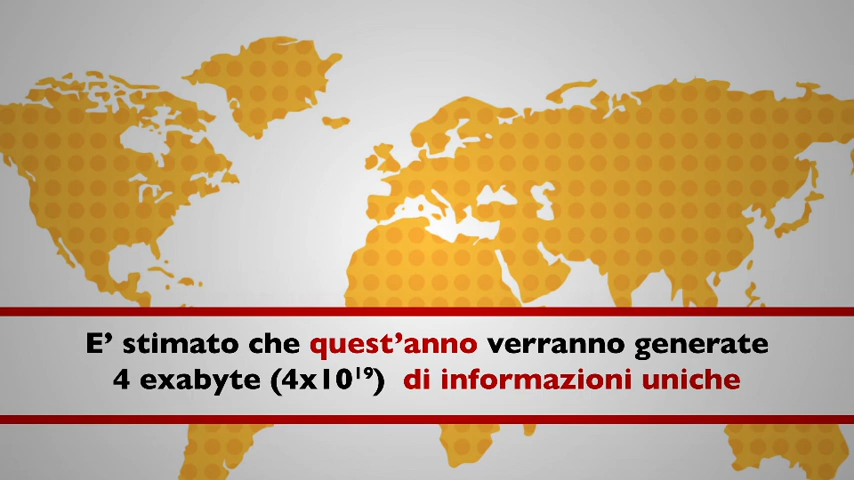 E’ stimato che quest’anno verranno generate
4 exabyte (4x10¹⁹) di informazioni uniche